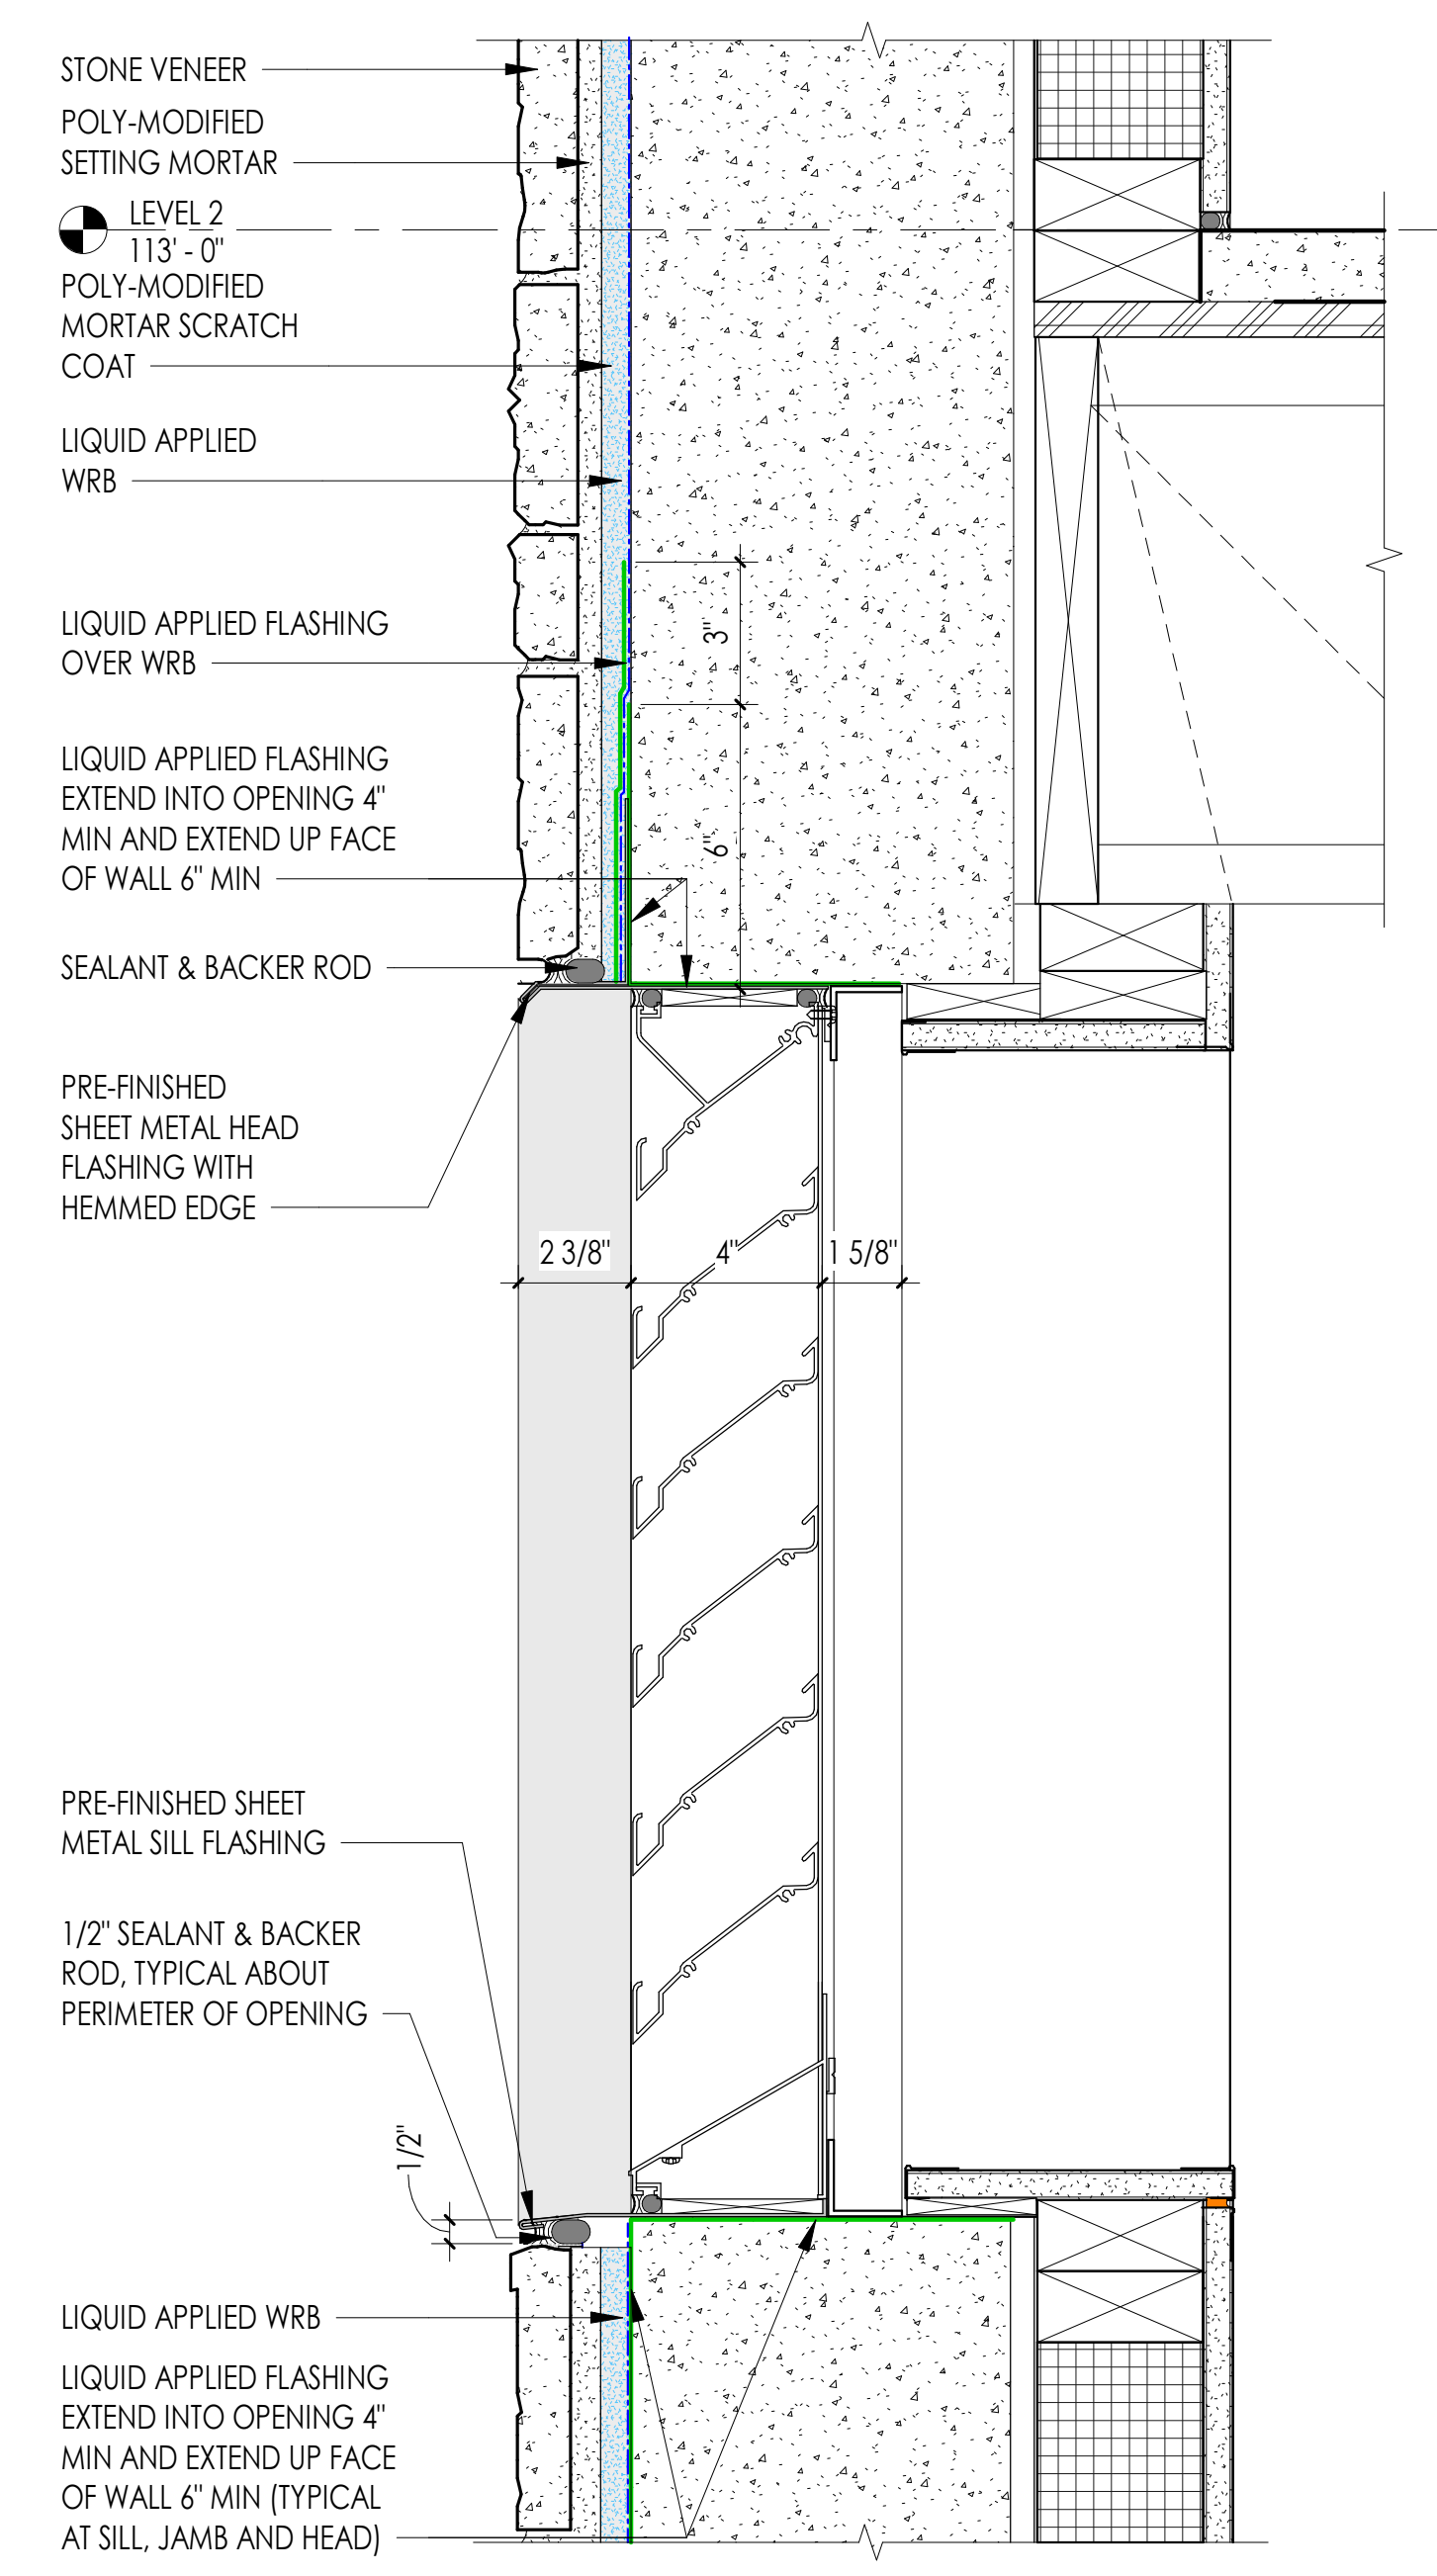 STONE VENEER
POLY-MODIFIED
SETTING MORTAR
LEVEL 2
113' - 0"
POLY-MODIFIED
MORTAR SCRATCH
COAT
LIQUID APPLIED
WRB
LIQUID APPLIED FLASHING
OVER WRB
3"
LIQUID APPLIED FLASHING
EXTEND INTO OPENING 4"
MIN AND EXTEND UP FACE
OF WALL 6" MIN
6"
SEALANT & BACKER ROD
PRE-FINISHED
SHEET METAL HEAD
FLASHING WITH
HEMMED EDGE
2 3/8" 4" 1 5/8"
PRE-FINISHED SHEET
METAL SILL FLASHING
1/2" SEALANT & BACKER
ROD, TYPICAL ABOUT
PERIMETER OF OPENING
1/2"
LIQUID APPLIED WRB
LIQUID APPLIED FLASHING
EXTEND INTO OPENING 4"
MIN AND EXTEND UP FACE
OF WALL 6" MIN (TYPICAL
AT SILL, JAMB AND HEAD)